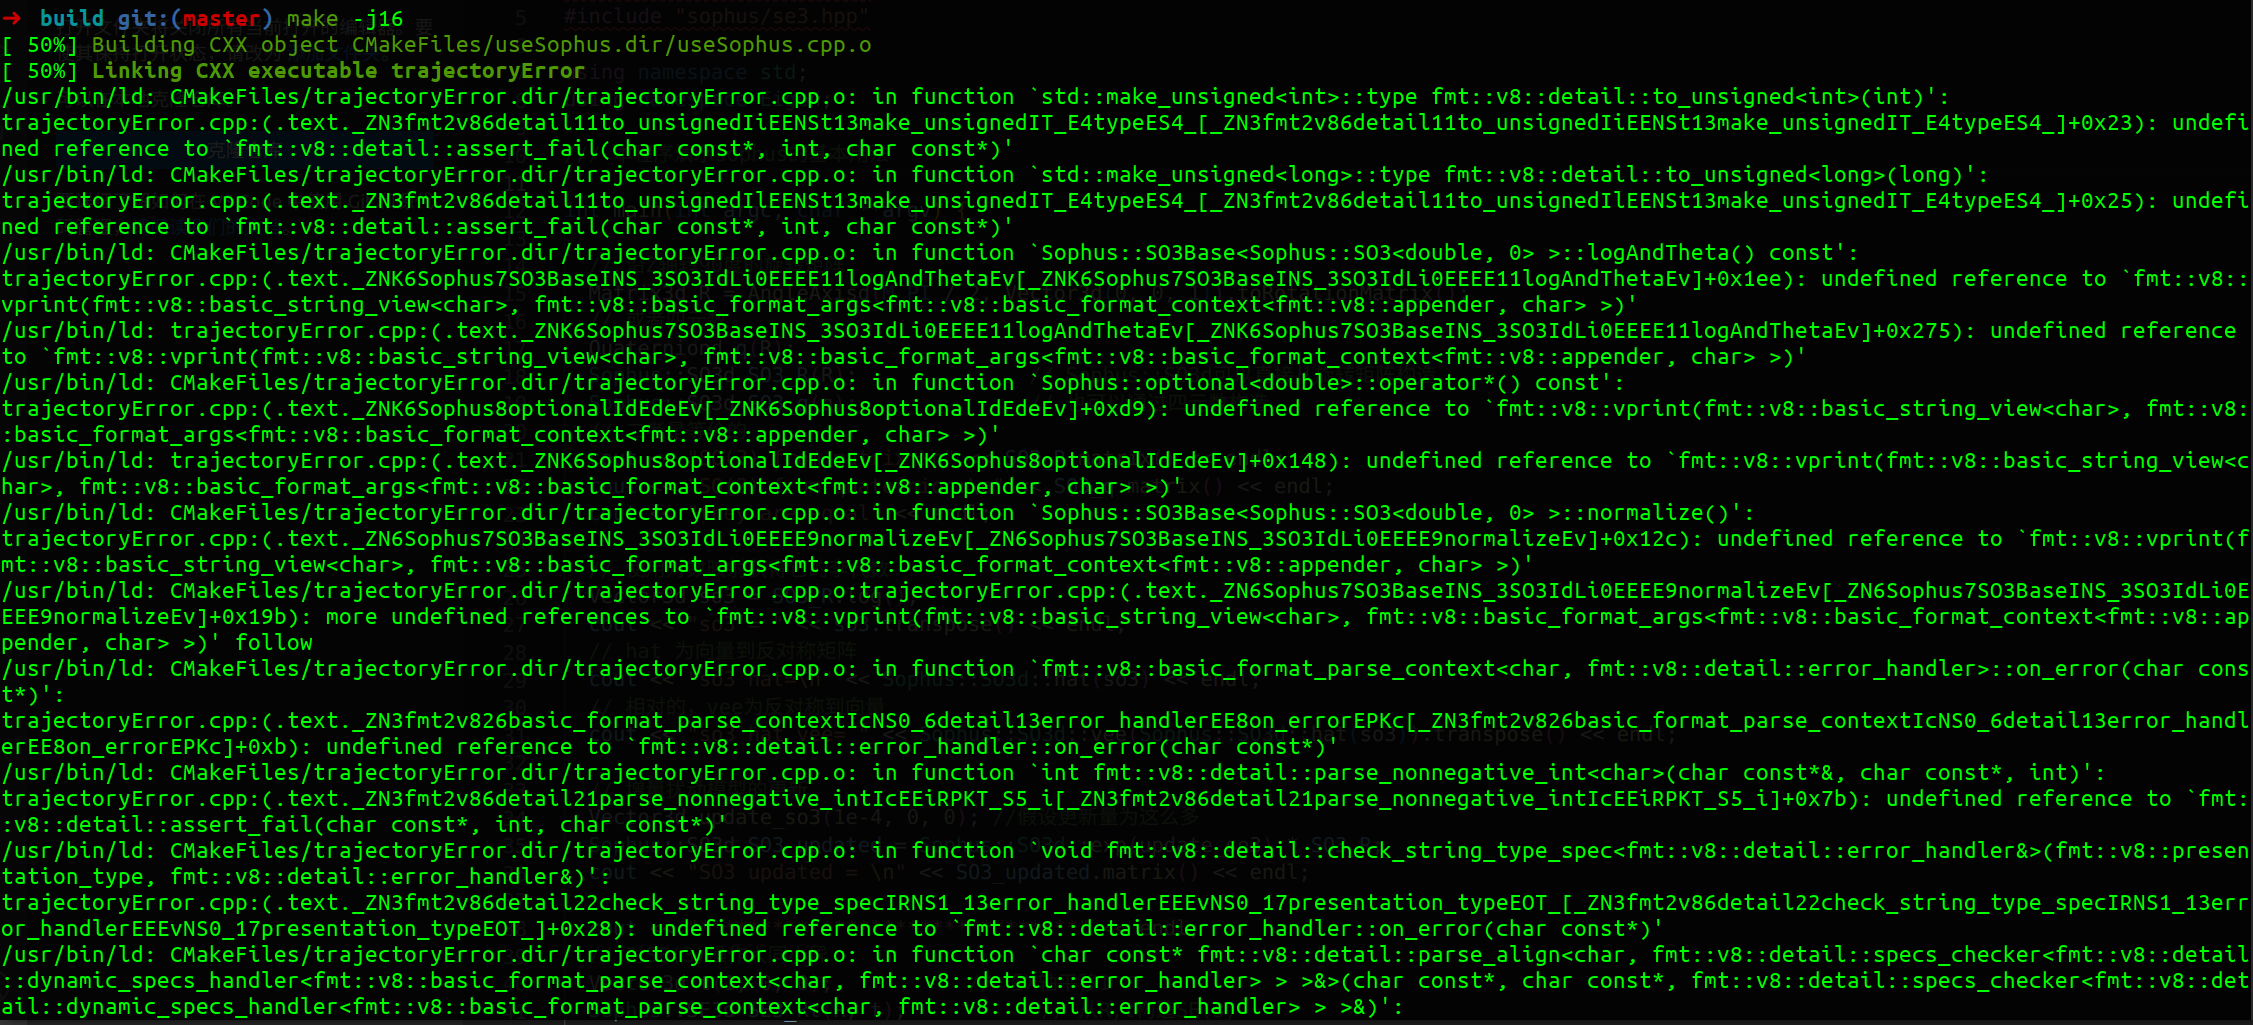 ➜  build git:(master) make -j16
[ 50%] Building CXX object CMakeFiles/useSophus.dir/useSophus.cpp.o
[ 50%] Linking CXX executable trajectoryError
/usr/bin/ld: CMakeFiles/trajectoryError.dir/trajectoryError.cpp.o: in function `std::make_unsigned<int>::type fmt::v8::detail::to_unsigned<int>(int)':
trajectoryError.cpp:(.text._ZN3fmt2v86detail11to_unsignedIiEENSt13make_unsignedIT_E4typeES4_[_ZN3fmt2v86detail11to_unsignedIiEENSt13make_unsignedIT_E4typeES4_]+0x23): undefi
ned reference to `fmt::v8::detail::assert_fail(char const*, int, char const*)'
/usr/bin/ld: CMakeFiles/trajectoryError.dir/trajectoryError.cpp.o: in function `std::make_unsigned<long>::type fmt::v8::detail::to_unsigned<long>(long)':
trajectoryError.cpp:(.text._ZN3fmt2v86detail11to_unsignedIlEENSt13make_unsignedIT_E4typeES4_[_ZN3fmt2v86detail11to_unsignedIlEENSt13make_unsignedIT_E4typeES4_]+0x25): undefi
ned reference to `fmt::v8::detail::assert_fail(char const*, int, char const*)'
/usr/bin/ld: CMakeFiles/trajectoryError.dir/trajectoryError.cpp.o: in function `Sophus::SO3Base<Sophus::SO3<double, 0> >::logAndTheta() const':
trajectoryError.cpp:(.text._ZNK6Sophus7SO3BaseINS_3SO3IdLi0EEEE11logAndThetaEv[_ZNK6Sophus7SO3BaseINS_3SO3IdLi0EEEE11logAndThetaEv]+0x1ee): undefined reference to `fmt::v8::
vprint(fmt::v8::basic_string_view<char>, fmt::v8::basic_format_args<fmt::v8::basic_format_context<fmt::v8::appender, char> >)'
/usr/bin/ld: trajectoryError.cpp:(.text._ZNK6Sophus7SO3BaseINS_3SO3IdLi0EEEE11logAndThetaEv[_ZNK6Sophus7SO3BaseINS_3SO3IdLi0EEEE11logAndThetaEv]+0x275): undefined reference
to `fmt::v8::vprint(fmt::v8::basic_string_view<char>, fmt::v8::basic_format_args<fmt::v8::basic_format_context<fmt::v8::appender, char> >)'
/usr/bin/ld: CMakeFiles/trajectoryError.dir/trajectoryError.cpp.o: in function `Sophus::optional<double>::operator*() const':
trajectoryError.cpp:(.text._ZNK6Sophus8optionalIdEdeEv[_ZNK6Sophus8optionalIdEdeEv]+0xd9): undefined reference to `fmt::v8::vprint(fmt::v8::basic_string_view<char>, fmt::v8:
:basic_format_args<fmt::v8::basic_format_context<fmt::v8::appender, char> >)'
/usr/bin/ld: trajectoryError.cpp:(.text._ZNK6Sophus8optionalIdEdeEv[_ZNK6Sophus8optionalIdEdeEv]+0x148): undefined reference to `fmt::v8::vprint(fmt::v8::basic_string_view<c
har>, fmt::v8::basic_format_args<fmt::v8::basic_format_context<fmt::v8::appender, char> >)'
/usr/bin/ld: CMakeFiles/trajectoryError.dir/trajectoryError.cpp.o: in function `Sophus::SO3Base<Sophus::SO3<double, 0> >::normalize()':
trajectoryError.cpp:(.text._ZN6Sophus7SO3BaseINS_3SO3IdLi0EEEE9normalizeEv[_ZN6Sophus7SO3BaseINS_3SO3IdLi0EEEE9normalizeEv]+0x12c): undefined reference to `fmt::v8::vprint(f
mt::v8::basic_string_view<char>, fmt::v8::basic_format_args<fmt::v8::basic_format_context<fmt::v8::appender, char> >)'
/usr/bin/ld: CMakeFiles/trajectoryError.dir/trajectoryError.cpp.o:trajectoryError.cpp:(.text._ZN6Sophus7SO3BaseINS_3SO3IdLi0EEEE9normalizeEv[_ZN6Sophus7SO3BaseINS_3SO3IdLi0E
EEE9normalizeEv]+0x19b): more undefined references to `fmt::v8::vprint(fmt::v8::basic_string_view<char>, fmt::v8::basic_format_args<fmt::v8::basic_format_context<fmt::v8::ap
pender, char> >)' follow
/usr/bin/ld: CMakeFiles/trajectoryError.dir/trajectoryError.cpp.o: in function `fmt::v8::basic_format_parse_context<char, fmt::v8::detail::error_handler>::on_error(char cons
t*)':
trajectoryError.cpp:(.text._ZN3fmt2v826basic_format_parse_contextIcNS0_6detail13error_handlerEE8on_errorEPKc[_ZN3fmt2v826basic_format_parse_contextIcNS0_6detail13error_handl
erEE8on_errorEPKc]+0xb): undefined reference to `fmt::v8::detail::error_handler::on_error(char const*)'
/usr/bin/ld: CMakeFiles/trajectoryError.dir/trajectoryError.cpp.o: in function `int fmt::v8::detail::parse_nonnegative_int<char>(char const*&, char const*, int)':
trajectoryError.cpp:(.text._ZN3fmt2v86detail21parse_nonnegative_intIcEEiRPKT_S5_i[_ZN3fmt2v86detail21parse_nonnegative_intIcEEiRPKT_S5_i]+0x7b): undefined reference to `fmt:
:v8::detail::assert_fail(char const*, int, char const*)'
/usr/bin/ld: CMakeFiles/trajectoryError.dir/trajectoryError.cpp.o: in function `void fmt::v8::detail::check_string_type_spec<fmt::v8::detail::error_handler&>(fmt::v8::presen
tation_type, fmt::v8::detail::error_handler&)':
trajectoryError.cpp:(.text._ZN3fmt2v86detail22check_string_type_specIRNS1_13error_handlerEEEvNS0_17presentation_typeEOT_[_ZN3fmt2v86detail22check_string_type_specIRNS1_13err
or_handlerEEEvNS0_17presentation_typeEOT_]+0x28): undefined reference to `fmt::v8::detail::error_handler::on_error(char const*)'
/usr/bin/ld: CMakeFiles/trajectoryError.dir/trajectoryError.cpp.o: in function `char const* fmt::v8::detail::parse_align<char, fmt::v8::detail::specs_checker<fmt::v8::detail
::dynamic_specs_handler<fmt::v8::basic_format_parse_context<char, fmt::v8::detail::error_handler> > >&>(char const*, char const*, fmt::v8::detail::specs_checker<fmt::v8::det
ail::dynamic_specs_handler<fmt::v8::basic_format_parse_context<char, fmt::v8::detail::error_handler> > >&)':